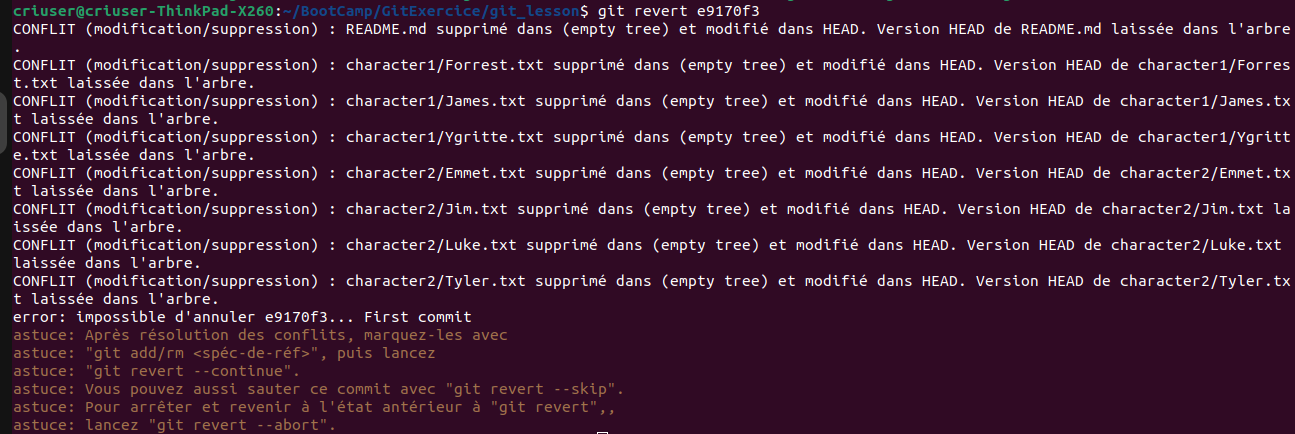 criuser@criuser-ThinkPad-X260:~/BootCamp/GitExercice/git_lesson$ git revert e9170f3
CONFLIT (modification/suppression) : README.md supprimé dans (empty tree) et modifié dans HEAD. Version HEAD de README.md laissée dans l'arbre
.
CONFLIT (modification/suppression) : character1/Forrest.txt supprimé dans (empty tree) et modifié dans HEAD. Version HEAD de character1/Forres
t.txt laissée dans l'arbre.
CONFLIT (modification/suppression) : character1/James.txt supprimé dans (empty tree) et modifié dans HEAD. Version HEAD de character1/James.tx
t laissée dans l'arbre.
CONFLIT (modification/suppression) : character1/Ygritte.txt supprimé dans (empty tree) et modifié dans HEAD. Version HEAD de character1/Ygritt
e.txt laissée dans l'arbre.
CONFLIT (modification/suppression) : character2/Emmet.txt supprimé dans (empty tree) et modifié dans HEAD. Version HEAD de character2/Emmet.tx
t laissée dans l'arbre.
CONFLIT (modification/suppression) : character2/Jim.txt supprimé dans (empty tree) et modifié dans HEAD. Version HEAD de character2/Jim.txt la
issée dans l'arbre.
CONFLIT (modification/suppression) : character2/Luke.txt supprimé dans (empty tree) et modifié dans HEAD. Version HEAD de character2/Luke.txt
laissée dans l'arbre.
CONFLIT (modification/suppression) : character2/Tyler.txt supprimé dans (empty tree) et modifié dans HEAD. Version HEAD de character2/Tyler.tx
t laissée dans l'arbre.
error: impossible d'annuler e9170f3... First commit
astuce: Après résolution des conflits, marquez-les avec
astuce: "git add/rm <spéc-de-réf>", puis lancez
astuce: "git revert --continue".
astuce: Vous pouvez aussi sauter ce commit avec "git revert --skip".
astuce: Pour arrêter et revenir à l'état antérieur à "git revert",,
astuce: lancez "git revert --abort".